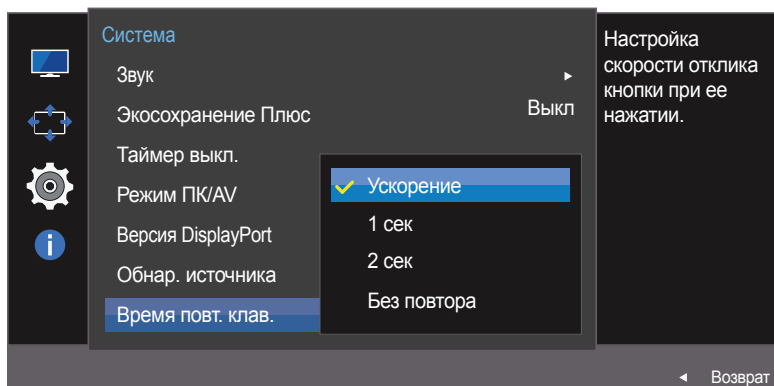 Система
Звук
Экосохранение Плюс
Выкл
Таймер выкл.
Режим ПК/AV
Версия DisplayPort
Обнар. источника
Время повт. клав.
Ускорение
1 сек
2 сек
Без повтора
Настройка
скорости отклика
кнопки при ее
нажатии.
Возврат